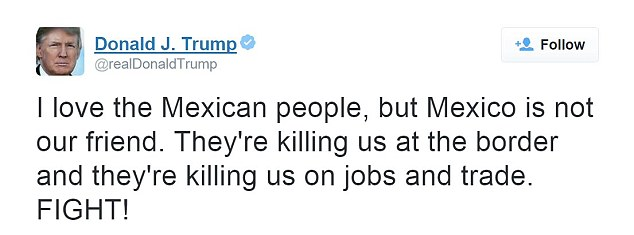 Donald J. Trump
Follow
@realDonaldTrump
I love the Mexican people, but Mexico is not
our friend. They're killing us at the border
and they're killing us on jobs and trade.
FIGHT!